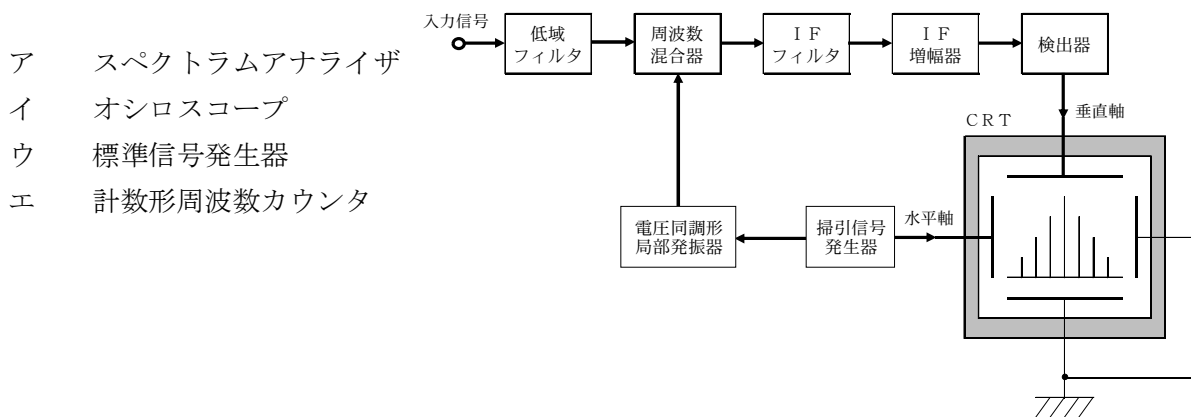 ア スペクトラムアナライザ
イ オシロスコープ
ウ 標準信号発生器
エ 計数形周波数カウンタ
入力信号
低域
フィルタ
周波数
混合器
ＩＦ
フィルタ
ＩＦ
増幅器
検出器
垂直軸
ＣＲＴ
電圧同調形
局部発振器
掃引信号
発生器
水平軸